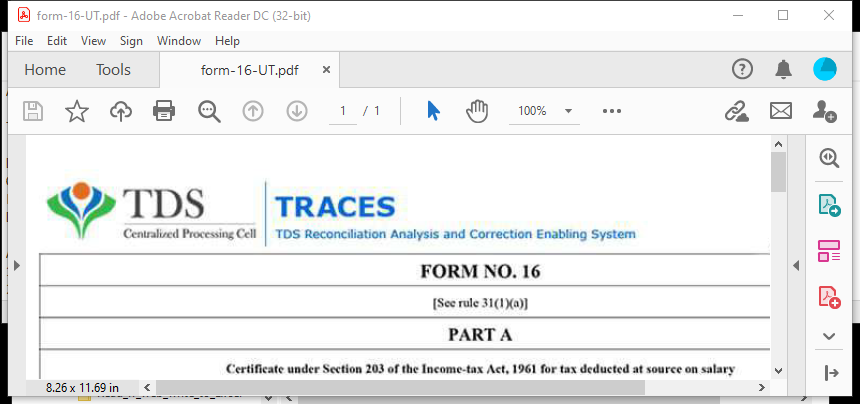 form-16-UT.pdf - Adobe Acrobat Reader DC (32-bit)
File Edit View Sign Window Help
Home Tools form-16-UT.pdf ×
1 / 1 100%
TDS
Centralized Processing Cell
TRACES
TDS Reconciliation Analysis and Correction Enabling System
FORM NO. 16
[See rule 31(1)(a)]
PART A
Certificate under Section 203 of the Income-tax Act, 1961 for tax deducted at source on salary
8.26 x 11.69 in